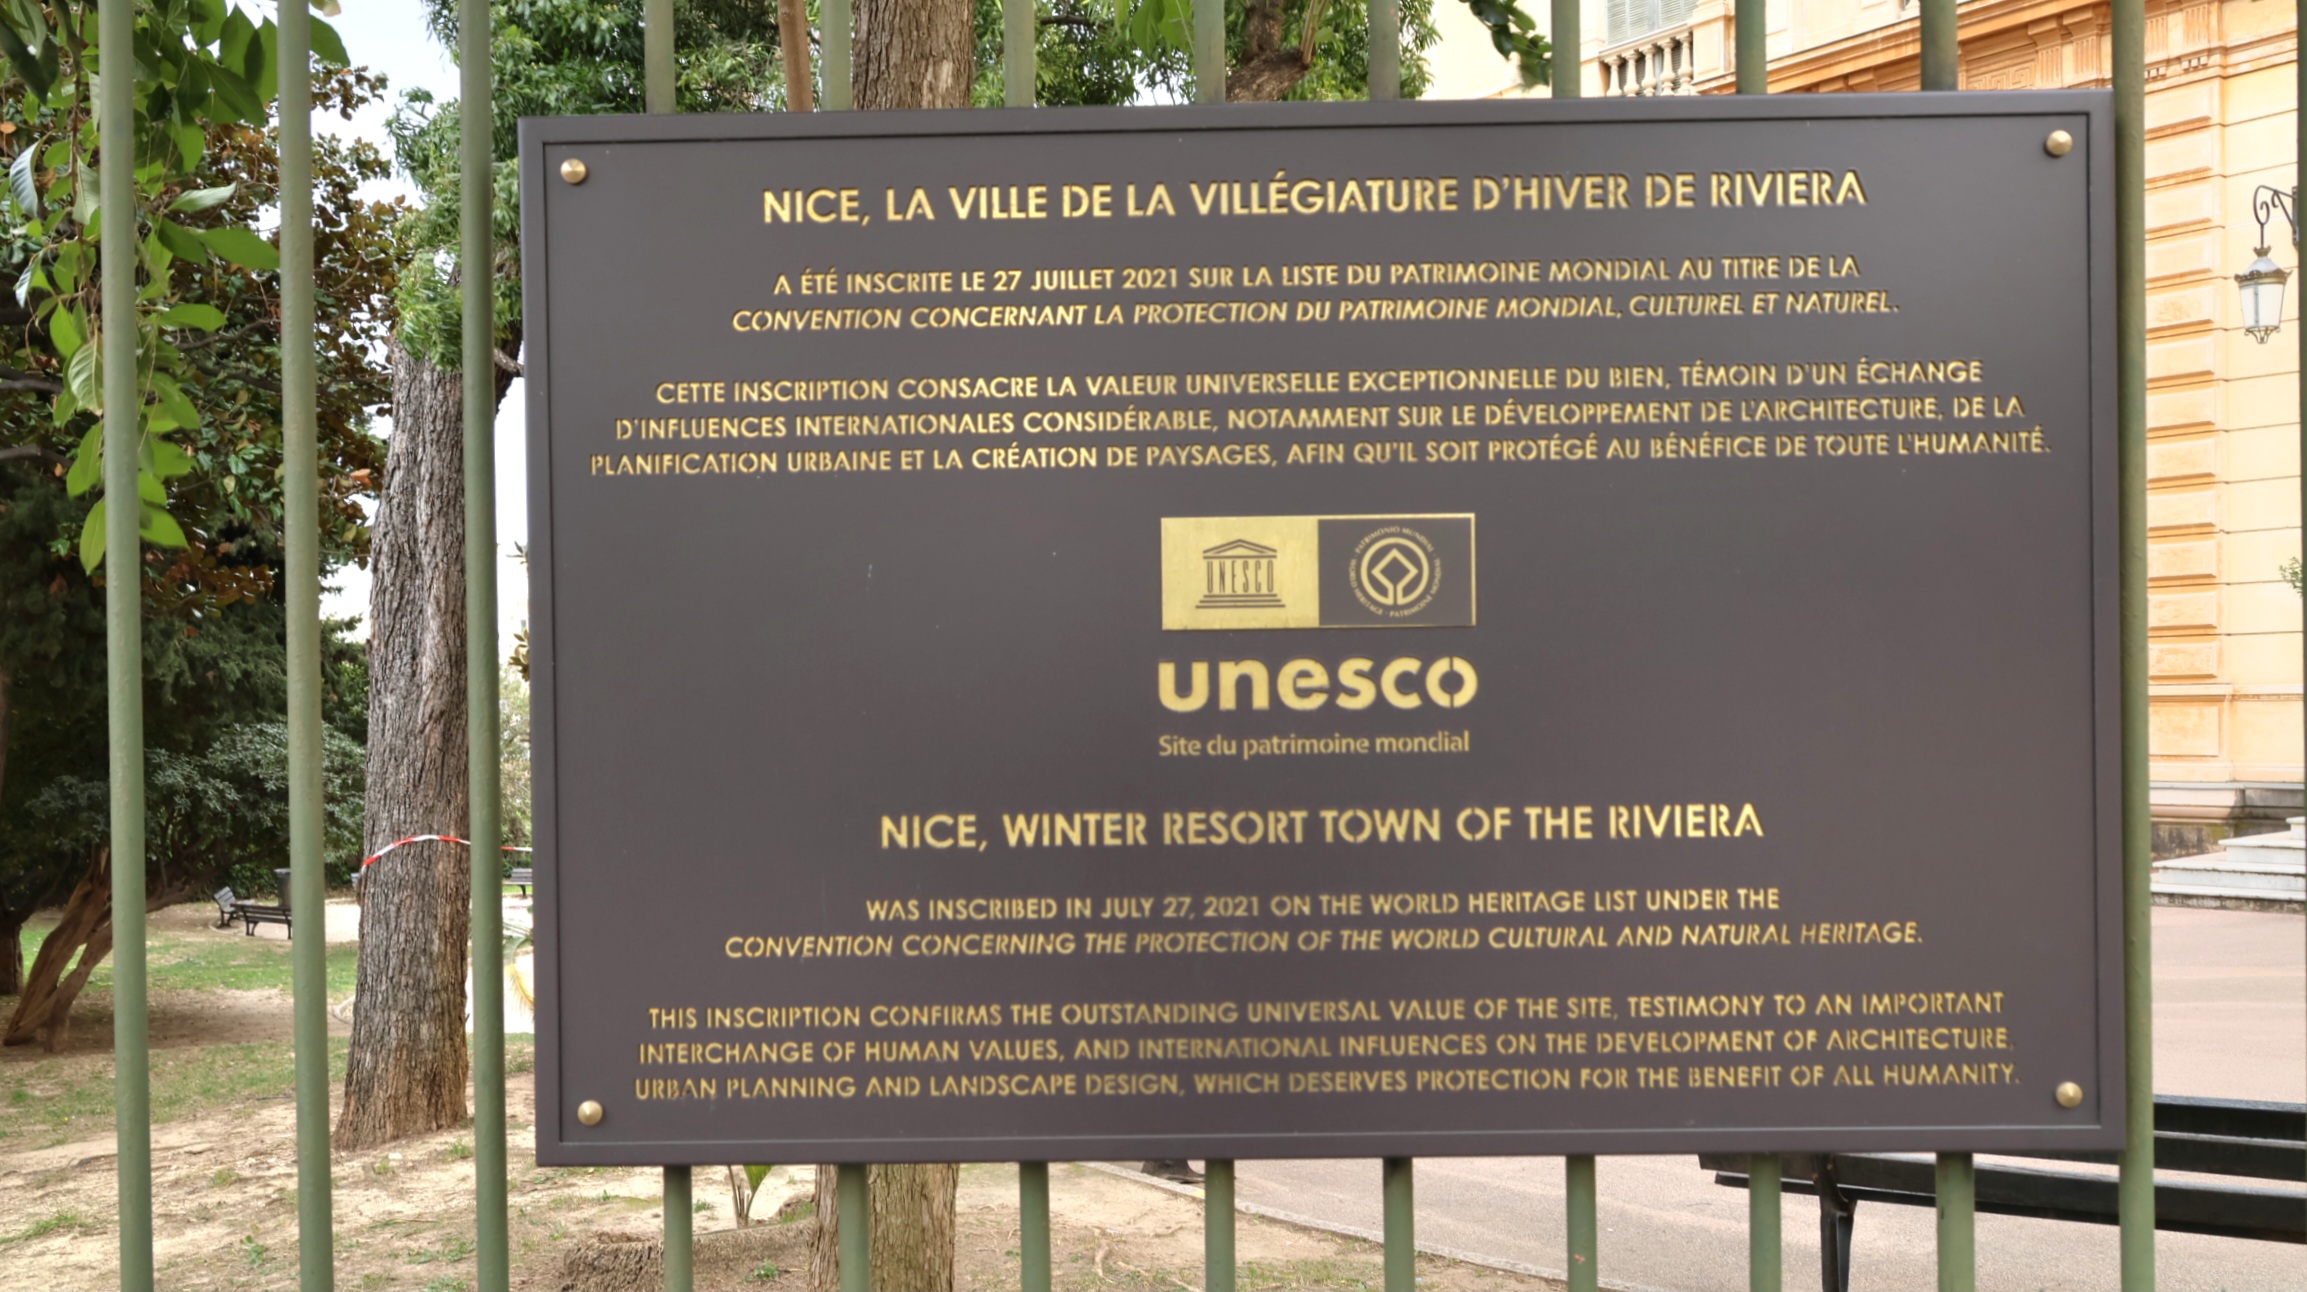 NICE, LA VILLE DE LA VILLÉGIATURE D'HIVER DE RIVIERA
A ÉTÉ INSCRITE LE 27 JUILLET 2021 SUR LA LISTE DU PATRIMOINE MONDIAL AU TITRE DE LA
CONVENTION CONCERNANT LA PROTECTION DU PATRIMOINE MONDIAL, CULTUREL ET NATUREL.
CETTE INSCRIPTION CONSACRE LA VALEUR UNIVERSELLE EXCEPTIONNELLE DU BIEN, TÉMOIN D'UN ÉCHANGE
D'INFLUENCES INTERNATIONALES CONSIDÉRABLE, NOTAMMENT SUR LE DÉVELOPPEMENT DE L'ARCHITECTURE, DE LA
PLANIFICATION URBAINE ET LA CRÉATION DE PAYSAGES, AFIN QU'IL SOIT PROTÉGÉ AU BÉNÉFICE DE TOUTE L'HUMANITÉ.
UNESCO
PATRIMONIO MUNDIAL · WORLD HERITAGE · PATRIMOINE MONDIAL
unesco
Site du patrimoine mondial
NICE, WINTER RESORT TOWN OF THE RIVIERA
WAS INSCRIBED IN JULY 27, 2021 ON THE WORLD HERITAGE LIST UNDER THE
CONVENTION CONCERNING THE PROTECTION OF THE WORLD CULTURAL AND NATURAL HERITAGE.
THIS INSCRIPTION CONFIRMS THE OUTSTANDING UNIVERSAL VALUE OF THE SITE, TESTIMONY TO AN IMPORTANT
INTERCHANGE OF HUMAN VALUES, AND INTERNATIONAL INFLUENCES ON THE DEVELOPMENT OF ARCHITECTURE,
URBAN PLANNING AND LANDSCAPE DESIGN, WHICH DESERVES PROTECTION FOR THE BENEFIT OF ALL HUMANITY.